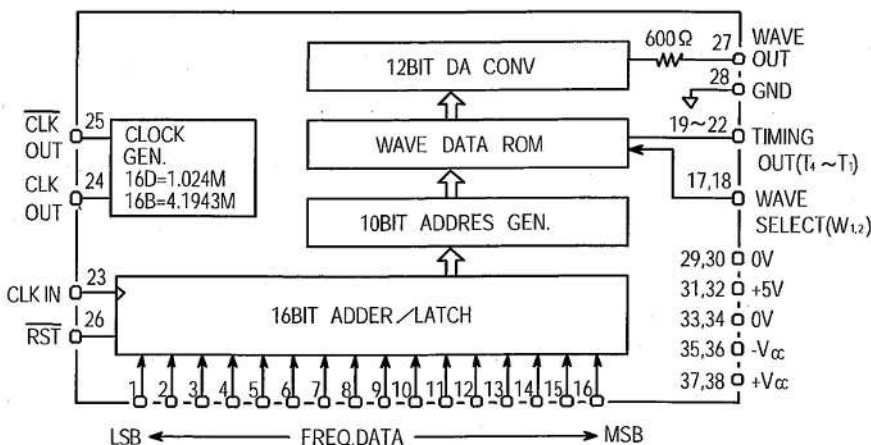 12BIT DA CONV
600Ω
27
WAVE
OUT
28
GND
CLK
OUT
25
CLK
OUT
24
CLOCK
GEN.
16D=1.024M
16B=4.1943M
WAVE DATA ROM
19~22
TIMING
OUT(T4 ~T1)
17,18
WAVE
SELECT(W1,2)
10BIT ADDRES GEN.
CLK IN
23
RST
26
16BIT ADDER/LATCH
29,30
0V
31,32
+5V
33,34
0V
35,36
-Vcc
37,38
+Vcc
1 2 3 4 5 6 7 8 9 10 11 12 13 14 15 16
LSB FREQ.DATA MSB